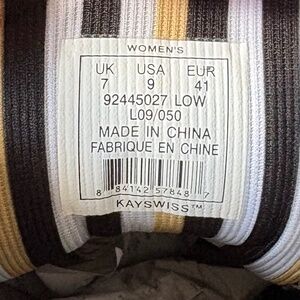 WOMEN'S
UK USA EUR
7 9 41
92445027 LOW
L09/050
MADE IN CHINA
FABRIQUE EN CHINE
8 84142 57848 7
KAYSWISS™